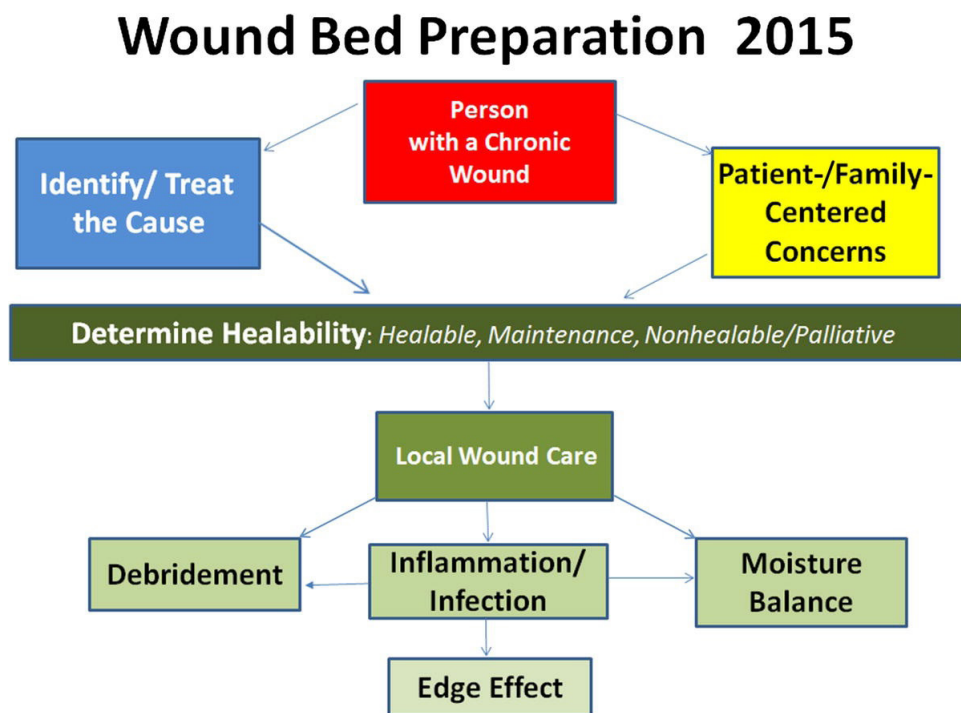 Wound Bed Preparation 2015
Person
with a Chronic
Wound
Identify/ Treat
the Cause
Patient-/Family-
Centered
Concerns
Determine Healability: Healable, Maintenance, Nonhealable/Palliative
Local Wound Care
Debridement
Inflammation/
Infection
Moisture
Balance
Edge Effect